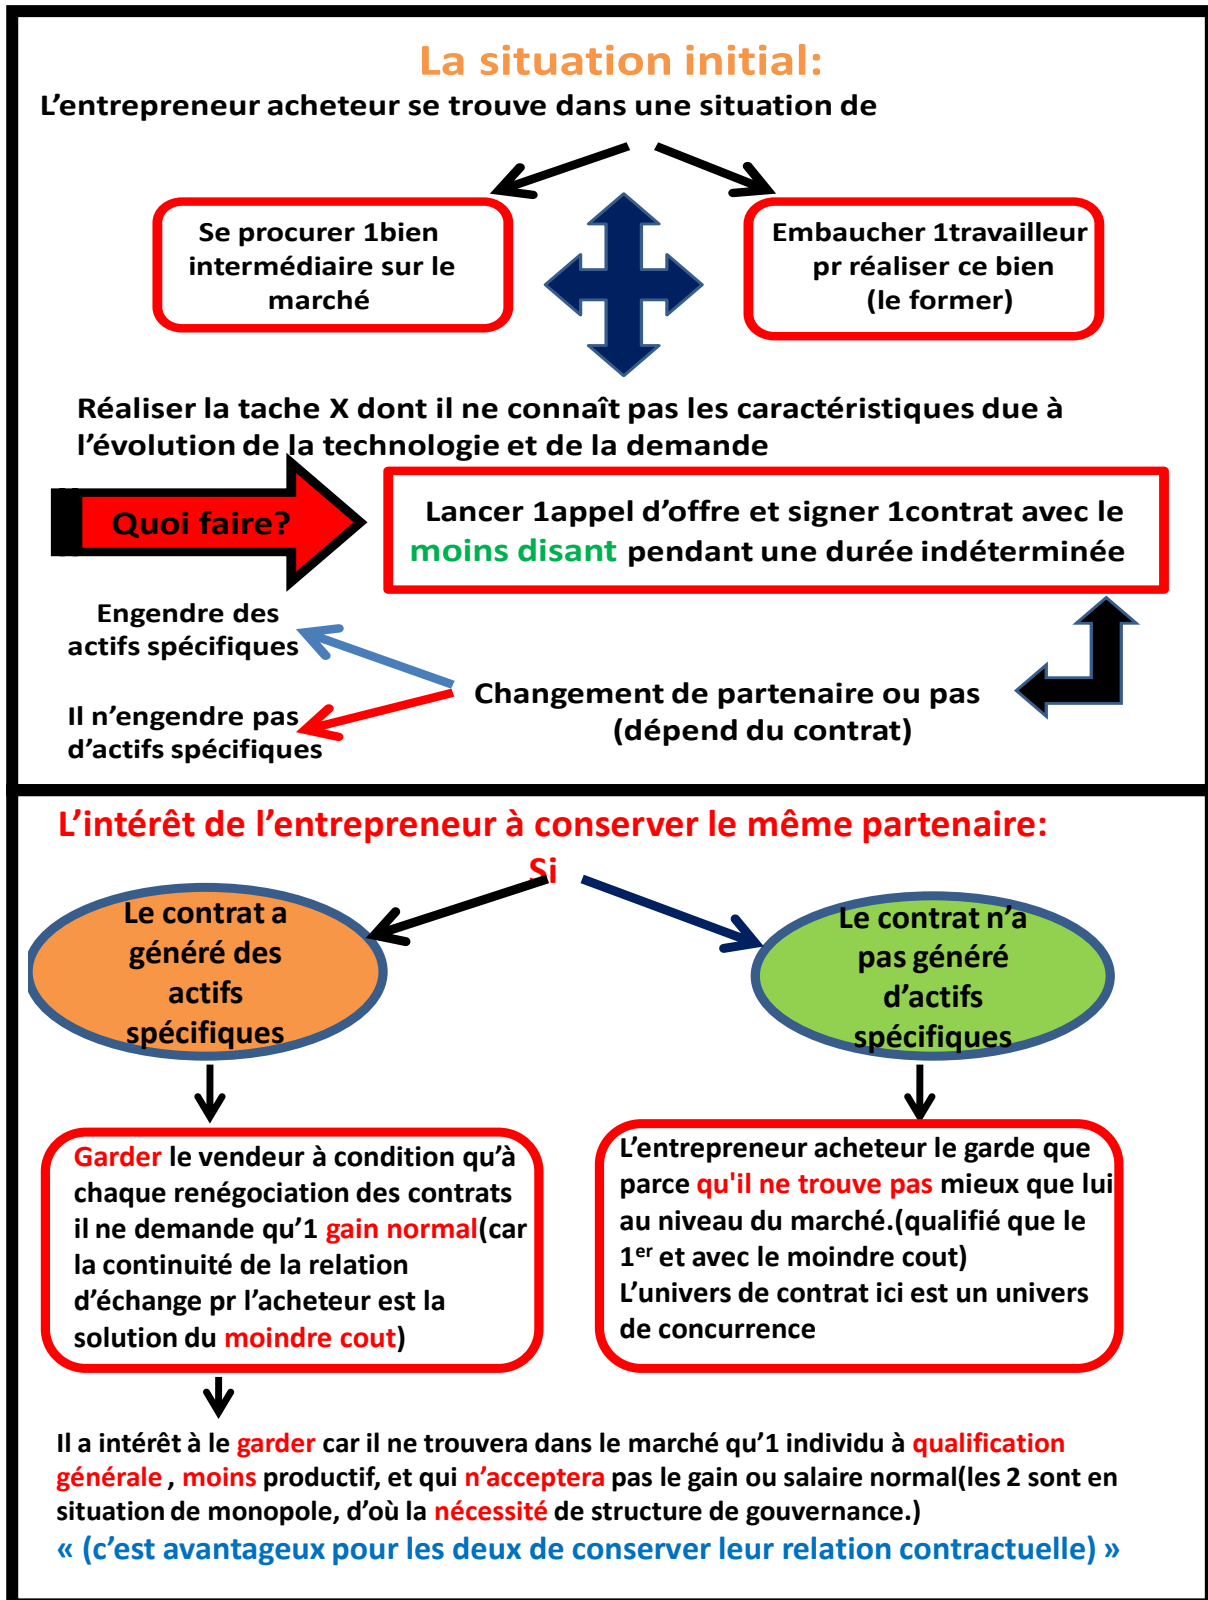 La situation initial:
L'entrepreneur acheteur se trouve dans une situation de
Se procurer 1bien
intermédiaire sur le
marché
Embaucher 1travailleur
pr réaliser ce bien
(le former)
Réaliser la tache X dont il ne connaît pas les caractéristiques due à
l'évolution de la technologie et de la demande
Quoi faire?
Lancer 1appel d'offre et signer 1contrat avec le
moins disant pendant une durée indéterminée
Engendre des
actifs spécifiques
Il n'engendre pas
d'actifs spécifiques
Changement de partenaire ou pas
(dépend du contrat)
L'intérêt de l'entrepreneur à conserver le même partenaire:
Si
Le contrat a
généré des
actifs
spécifiques
Le contrat n'a
pas généré
d'actifs
spécifiques
Garder le vendeur à condition qu'à
chaque renégociation des contrats
il ne demande qu'1 gain normal(car
la continuité de la relation
d'échange pr l'acheteur est la
solution du moindre cout)
L'entrepreneur acheteur le garde que
parce qu'il ne trouve pas mieux que lui
au niveau du marché.(qualifié que le
1er et avec le moindre cout)
L'univers de contrat ici est un univers
de concurrence
Il a intérêt à le garder car il ne trouvera dans le marché qu'1 individu à qualification
générale , moins productif, et qui n'acceptera pas le gain ou salaire normal(les 2 sont en
situation de monopole, d'où la nécessité de structure de gouvernance.)
« (c'est avantageux pour les deux de conserver leur relation contractuelle) »